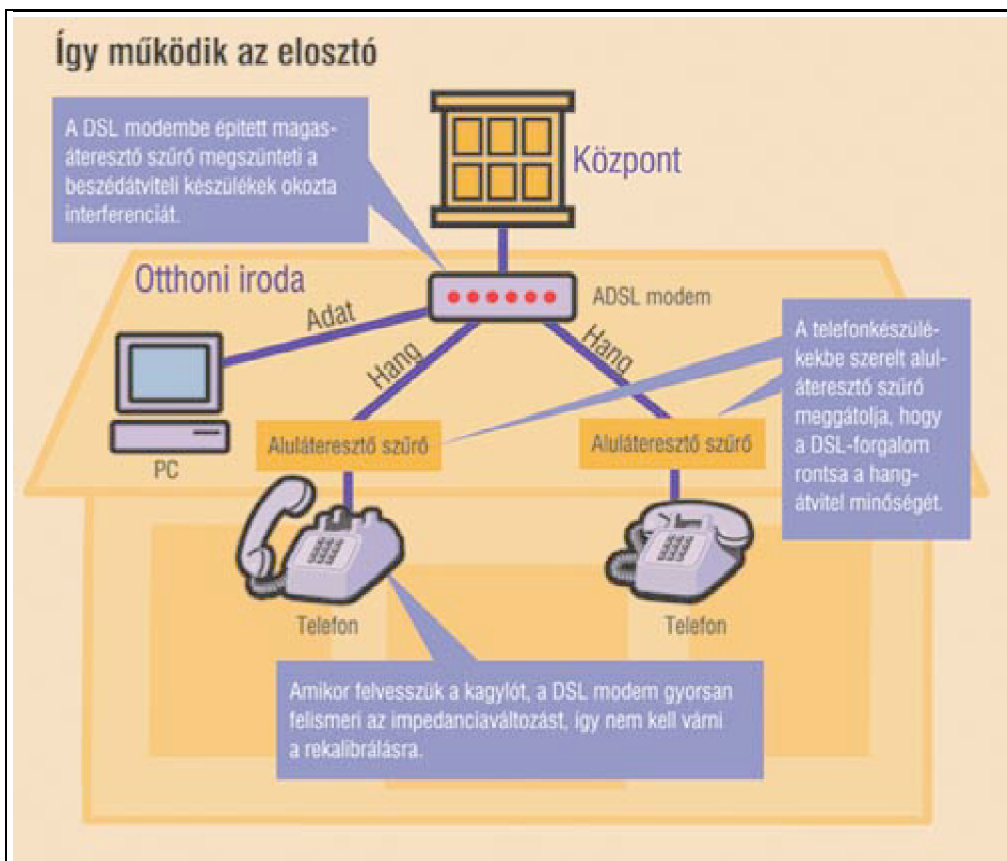 Így működik az elosztó
A DSL modembe épített magas-
áteresztő szűrő megszünteti a
beszédátviteli készülékek okozta
interferenciát.
Központ
Otthoni iroda
ADSL modem
Adat
Hang
Hang
A telefonkészülé-
kekbe szerelt alul-
áteresztő szűrő
meggátolja, hogy
a DSL-forgalom
rontsa a hang-
átvitel minőségét.
PC
Aluláteresztő szűrő
Aluláteresztő szűrő
Telefon
Telefon
Amikor felvesszük a kagylót, a DSL modem gyorsan
felismeri az impedanciaváltozást, így nem kell várni
a rekalibrálásra.